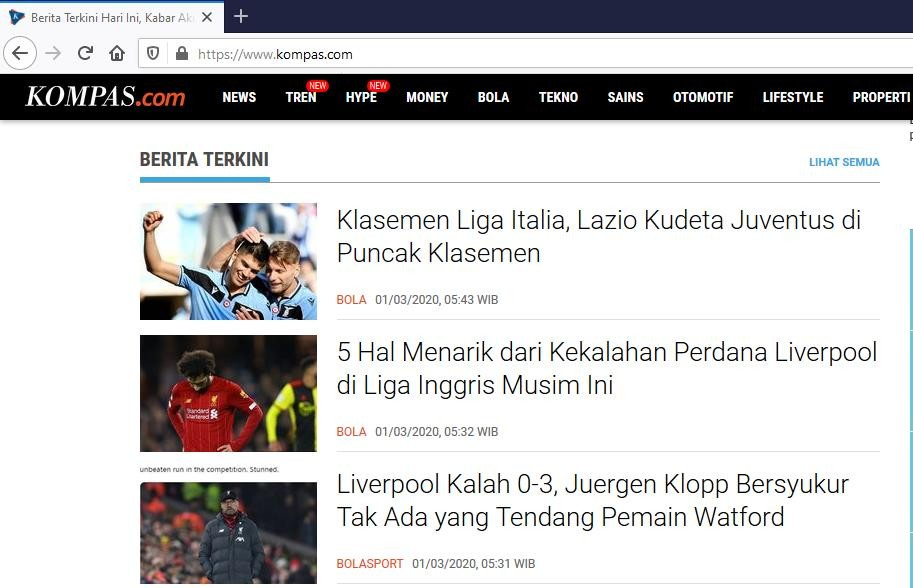 Berita Terkini Hari Ini, Kabar Ak
https://www.kompas.com
KOMPAS.com
NEWS
TREN
NEW
HYPE
NEW
MONEY
BOLA
TEKNO
SAINS
OTOMOTIF
LIFESTYLE
PROPERTI
BERITA TERKINI
LIHAT SEMUA
Klasemen Liga Italia, Lazio Kudeta Juventus di
Puncak Klasemen
BOLA 01/03/2020, 05:43 WIB
5 Hal Menarik dari Kekalahan Perdana Liverpool
di Liga Inggris Musim Ini
Standard
Chartered
BOLA 01/03/2020, 05:32 WIB
unbeaten run in the competition. Stunned.
Liverpool Kalah 0-3, Juergen Klopp Bersyukur
Tak Ada yang Tendang Pemain Watford
BOLASPORT 01/03/2020, 05:31 WIB